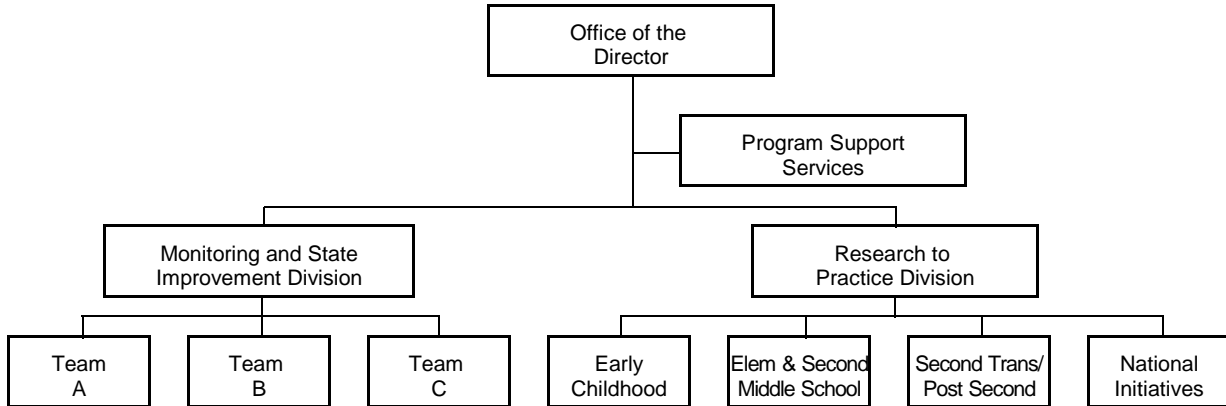 Office of the
Director
Program Support
Services
Monitoring and State
Improvement Division
Research to
Practice Division
Team
A
Team
B
Team
C
Early
Childhood
Elem & Second
Middle School
Second Trans/
Post Second
National
Initiatives